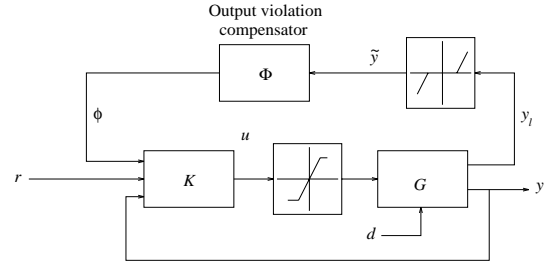 Output violation
compensator
Φ
ỹ
ϕ
u
y_l
r
K
G
y
d